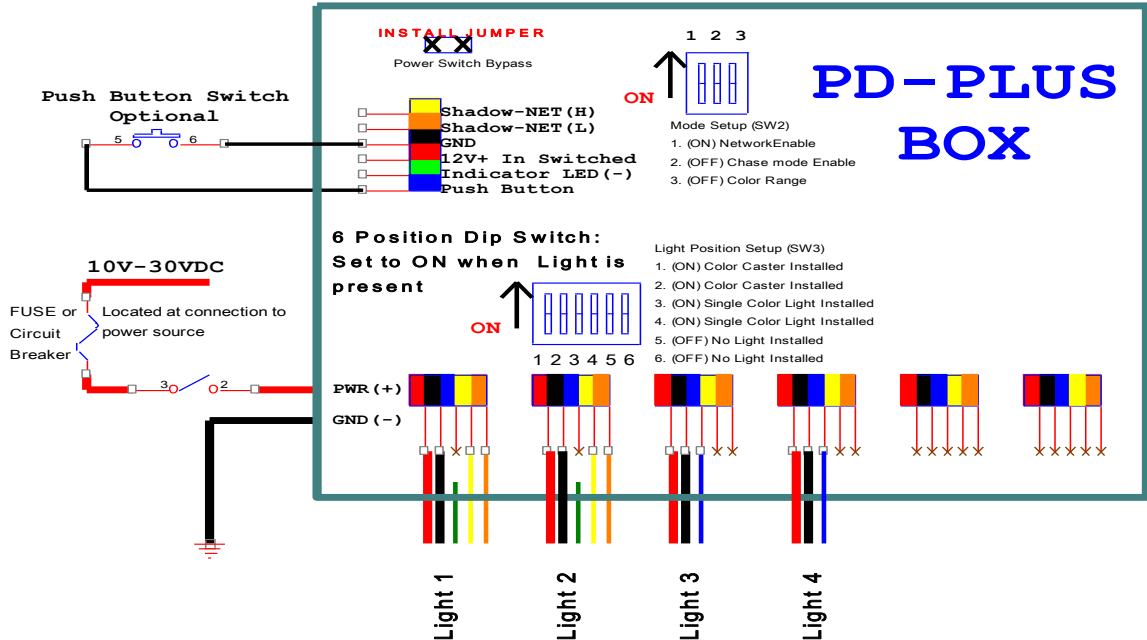 INSTALL JUMPER
Power Switch Bypass
1 2 3
ON
PD-PLUS
BOX
Mode Setup (SW2)
1. (ON) NetworkEnable
2. (OFF) Chase mode Enable
3. (OFF) Color Range
Push Button Switch
Optional
5 6
Shadow-NET(H)
Shadow-NET(L)
GND
12V+ In Switched
Indicator LED(-)
Push Button
6 Position Dip Switch:
Set to ON when Light is
present
ON
1 2 3 4 5 6
Light Position Setup (SW3)
1. (ON) Color Caster Installed
2. (ON) Color Caster Installed
3. (ON) Single Color Light Installed
4. (ON) Single Color Light Installed
5. (OFF) No Light Installed
6. (OFF) No Light Installed
10V-30VDC
FUSE or
Circuit
Breaker
Located at connection to
power source
3 2
PWR(+)
GND(-)
Light 1
Light 2
Light 3
Light 4